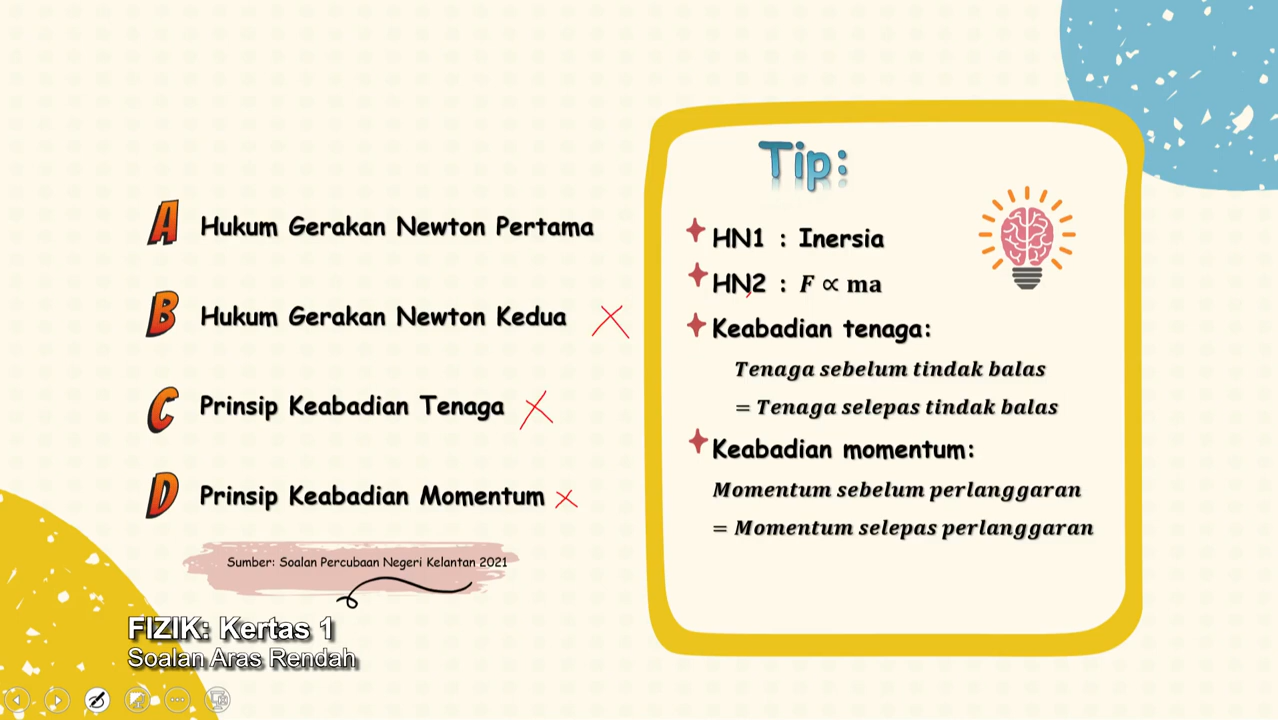 A Hukum Gerakan Newton Pertama
B Hukum Gerakan Newton Kedua
C Prinsip Keabadian Tenaga
D Prinsip Keabadian Momentum
Sumber: Soalan Percubaan Negeri Kelantan 2021
Tip:
HN1 : Inersia
HN2 : F ∝ ma
Keabadian tenaga:
Tenaga sebelum tindak balas
= Tenaga selepas tindak balas
Keabadian momentum:
Momentum sebelum perlanggaran
= Momentum selepas perlanggaran
FIZIK: Kertas 1
Soalan Aras Rendah